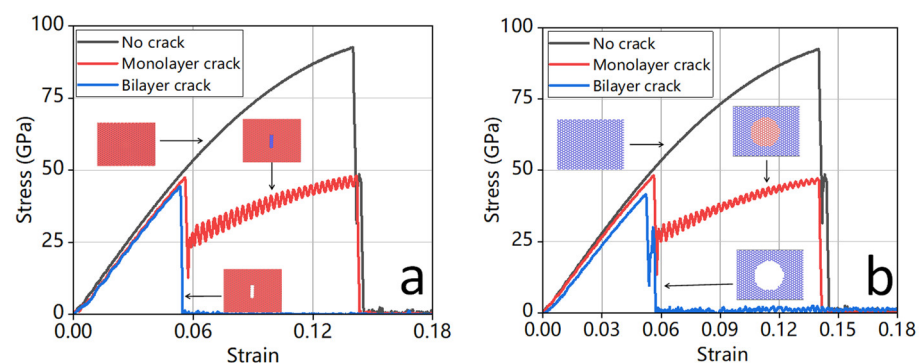 100
75
50
25
0
Stress (GPa)
No crack
Monolayer crack
Bilayer crack
a
0.00 0.06 0.12 0.18
Strain
100
75
50
25
0
Stress (GPa)
No crack
Monolayer crack
Bilayer crack
b
0.00 0.03 0.06 0.09 0.12 0.15 0.18
Strain